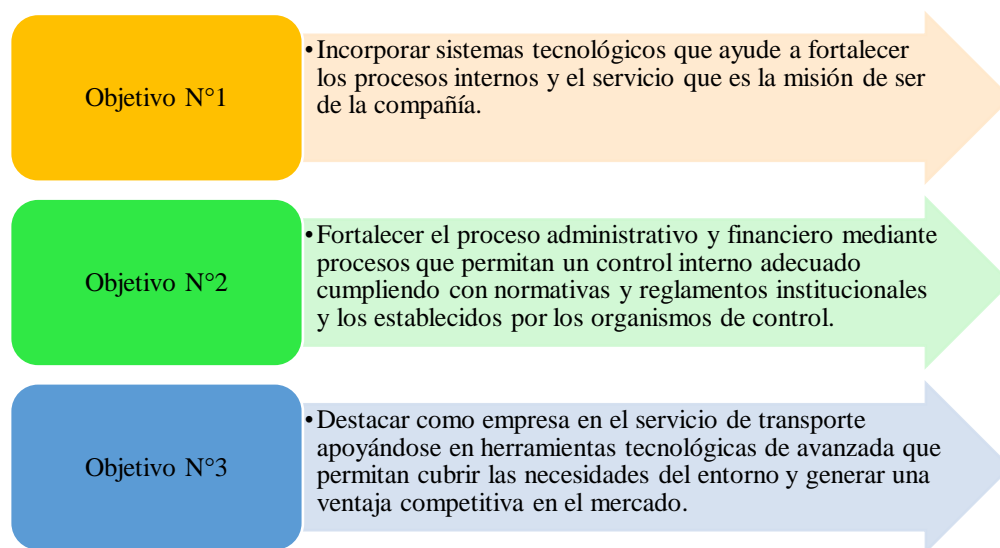 Objetivo N°1
•Incorporar sistemas tecnológicos que ayude a fortalecer
los procesos internos y el servicio que es la misión de ser
de la compañía.
Objetivo N°2
•Fortalecer el proceso administrativo y financiero mediante
procesos que permitan un control interno adecuado
cumpliendo con normativas y reglamentos institucionales
y los establecidos por los organismos de control.
Objetivo N°3
•Destacar como empresa en el servicio de transporte
apoyándose en herramientas tecnológicas de avanzada que
permitan cubrir las necesidades del entorno y generar una
ventaja competitiva en el mercado.